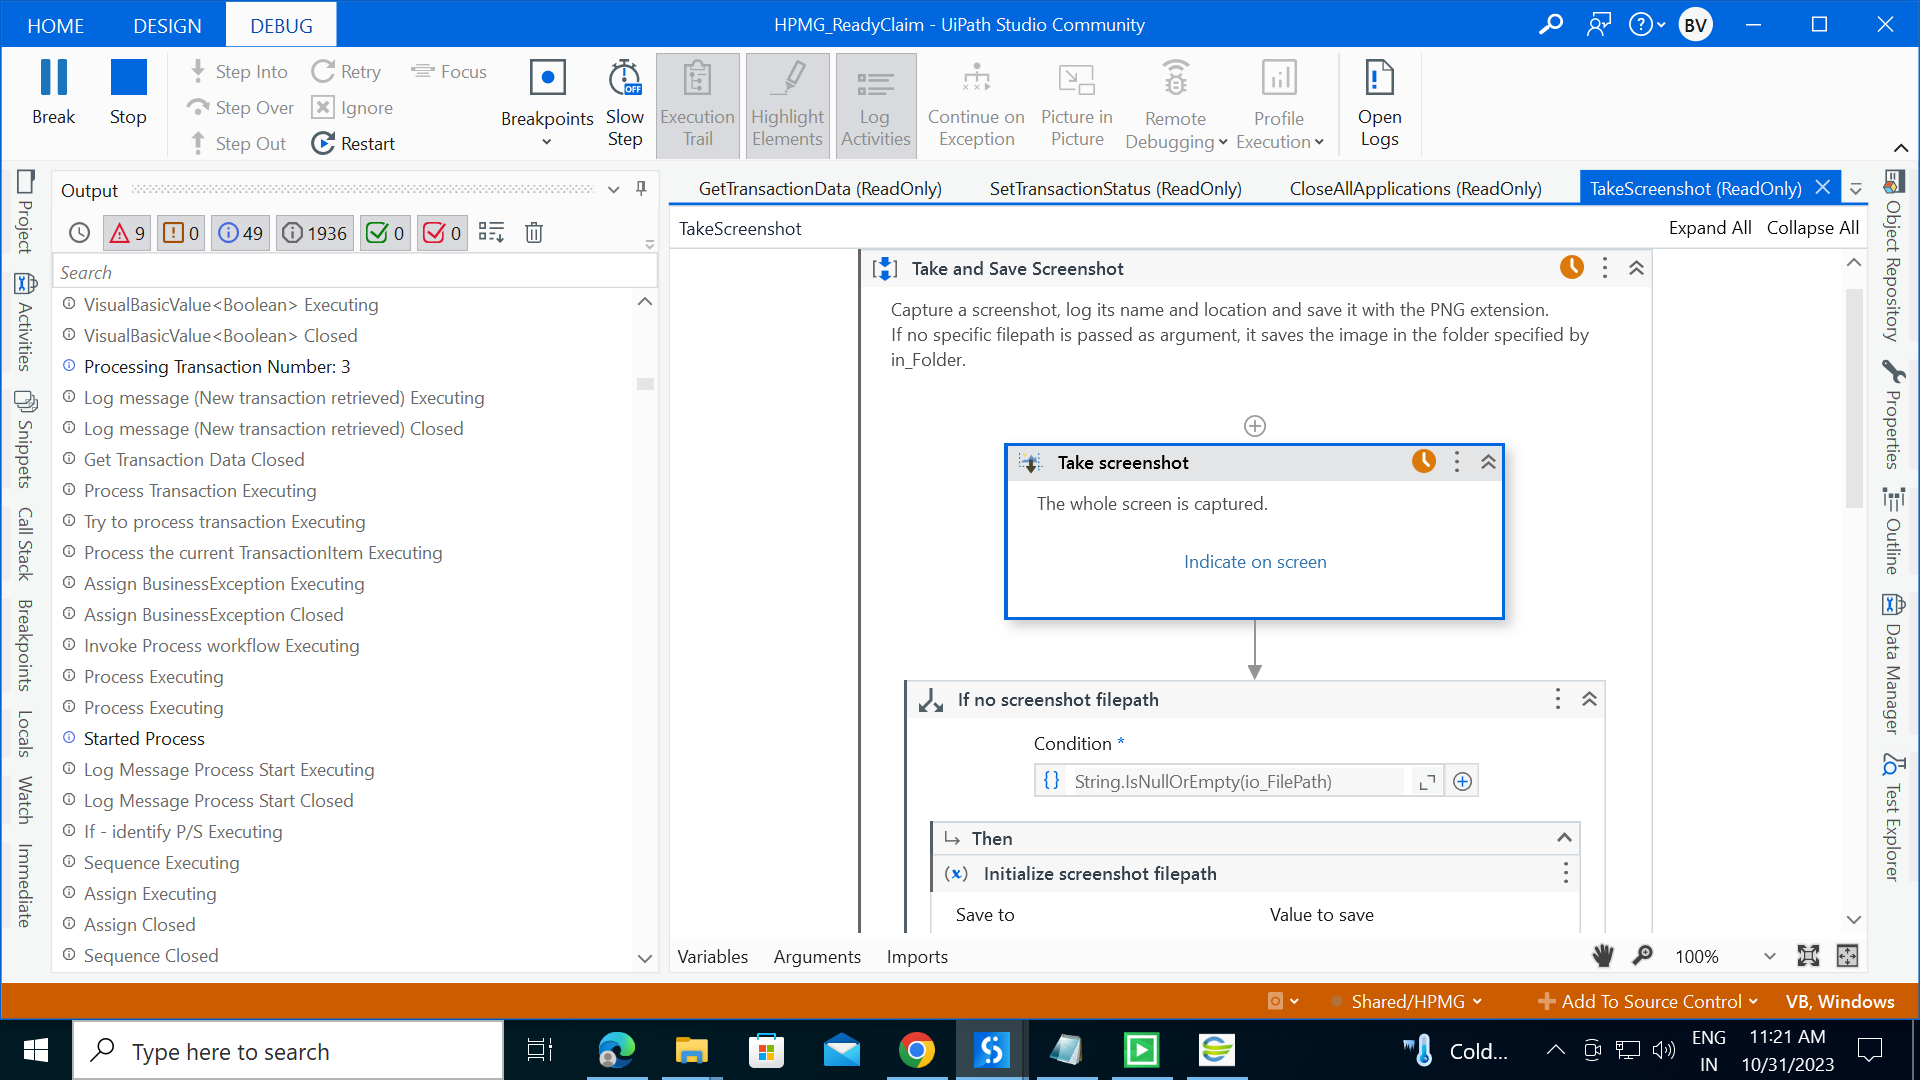 HOME DESIGN DEBUG HPMG_ReadyClaim - UiPath Studio Community BV
Break Stop Step Into Step Over Step Out Retry Ignore Restart Focus
Breakpoints Slow Step OFF Execution Trail Highlight Elements Log Activities Continue on Exception Picture in Picture Remote Debugging Profile Execution Open Logs
Project
Activities
Snippets
Call Stack
Breakpoints
Locals
Watch
Immediate
Output
9 0 49 1936 0 0
Search
VisualBasicValue<Boolean> Executing
VisualBasicValue<Boolean> Closed
Processing Transaction Number: 3
Log message (New transaction retrieved) Executing
Log message (New transaction retrieved) Closed
Get Transaction Data Closed
Process Transaction Executing
Try to process transaction Executing
Process the current TransactionItem Executing
Assign BusinessException Executing
Assign BusinessException Closed
Invoke Process workflow Executing
Process Executing
Process Executing
Started Process
Log Message Process Start Executing
Log Message Process Start Closed
If - identify P/S Executing
Sequence Executing
Assign Executing
Assign Closed
Sequence Closed
GetTransactionData (ReadOnly) SetTransactionStatus (ReadOnly) CloseAllApplications (ReadOnly) TakeScreenshot (ReadOnly)
TakeScreenshot Expand All Collapse All
Take and Save Screenshot
Capture a screenshot, log its name and location and save it with the PNG extension.
If no specific filepath is passed as argument, it saves the image in the folder specified by
in_Folder.
Take screenshot
The whole screen is captured.
Indicate on screen
If no screenshot filepath
Condition *
String.IsNullOrEmpty(io_FilePath)
Then
Initialize screenshot filepath
Save to Value to save
Variables Arguments Imports 100%
Object Repository
Properties
Outline
Data Manager
Test Explorer
Shared/HPMG Add To Source Control VB, Windows
Type here to search Cold... ENG IN 11:21 AM 10/31/2023